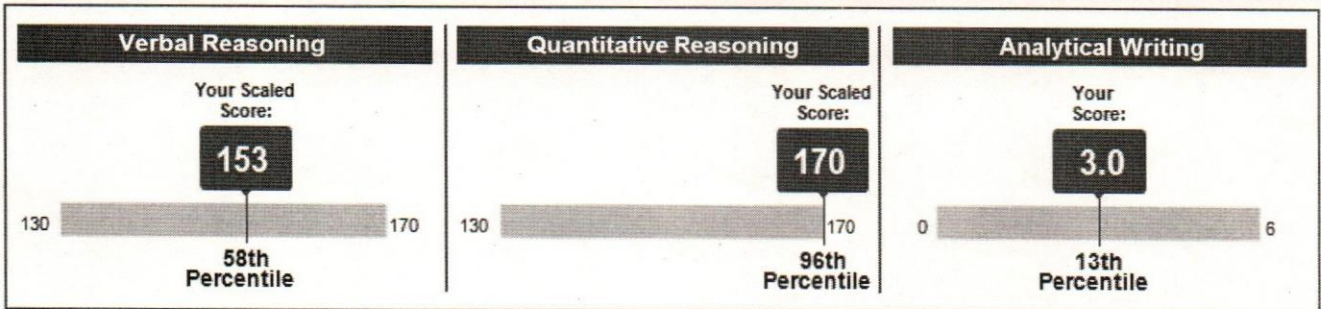 Verbal Reasoning
Your Scaled
Score:
153
130
170
58th
Percentile
Quantitative Reasoning
Your Scaled
Score:
170
130
170
96th
Percentile
Analytical Writing
Your
Score:
3.0
0
6
13th
Percentile